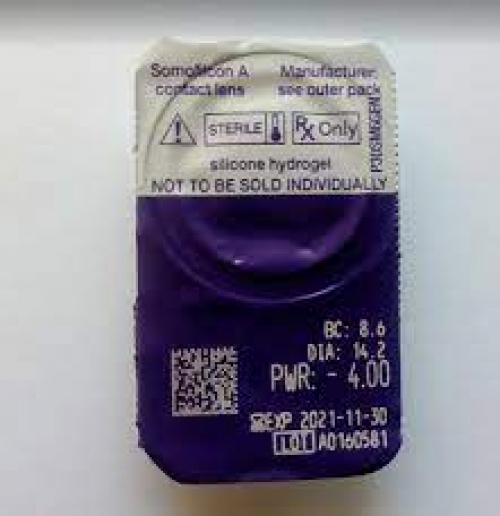 Somofilcon A Manufacturer:
contact lens see outer pack
STERILE Rx Only
silicone hydrogel
NOT TO BE SOLD INDIVIDUALLY
BC: 8.6
DIA: 14.2
PWR: - 4.00
EXP 2021-11-30
LOT A0160581